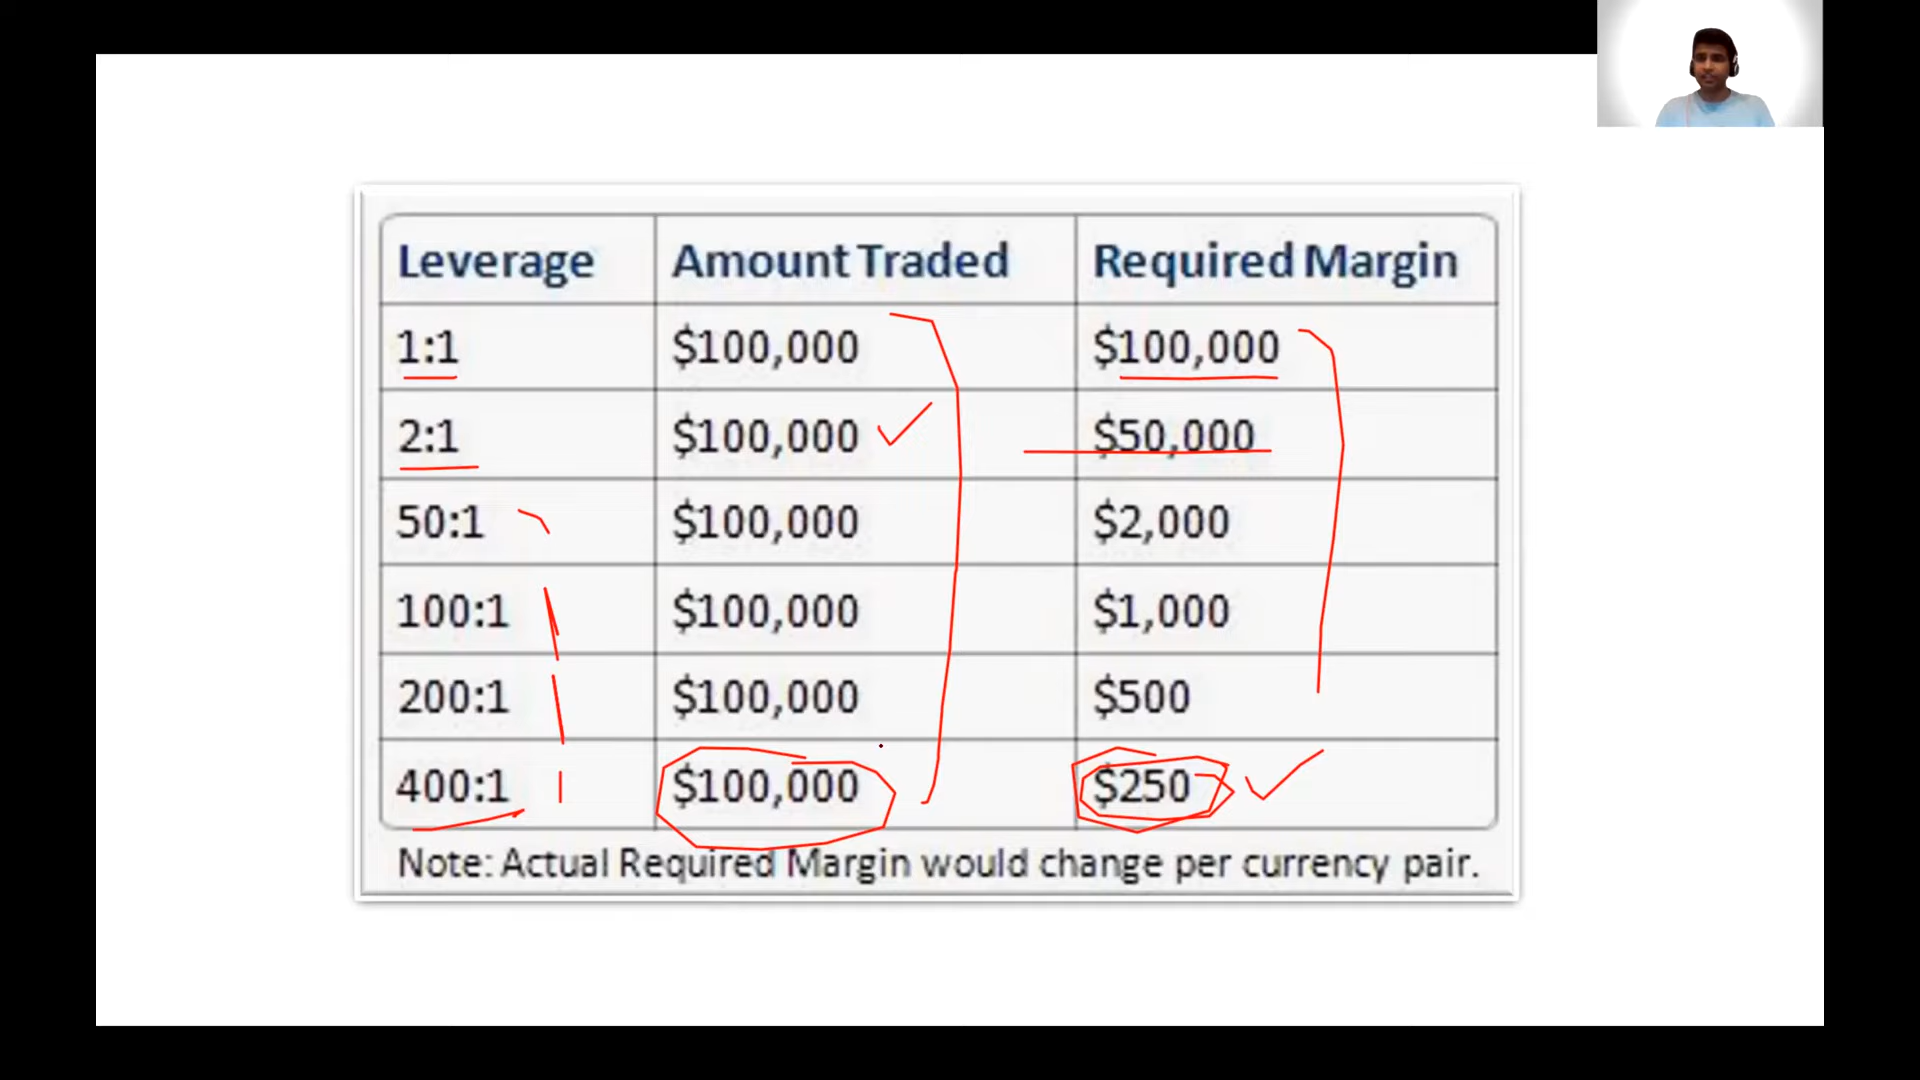 Leverage Amount Traded Required Margin
1:1 $100,000 $100,000
2:1 $100,000 $50,000
50:1 $100,000 $2,000
100:1 $100,000 $1,000
200:1 $100,000 $500
400:1 $100,000 $250
Note: Actual Required Margin would change per currency pair.